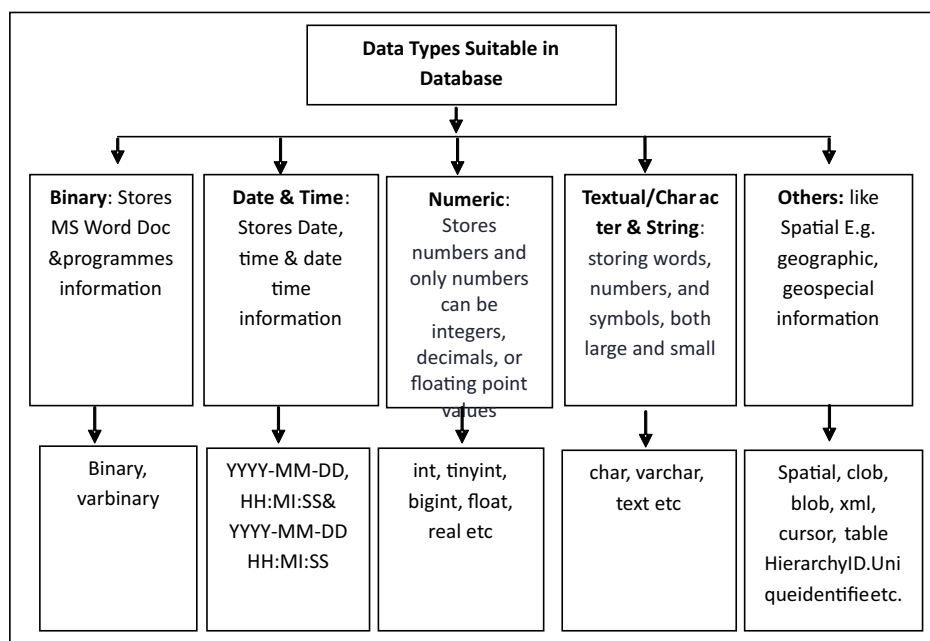 Data Types Suitable in
Database
Binary: Stores
MS Word Doc
&programmes
information
Date & Time:
Stores Date,
time & date
time
information
Numeric:
Stores
numbers and
only numbers
can be
integers,
decimals, or
floating point
values
Textual/Charac
ter & String:
storing words,
numbers, and
symbols, both
large and small
Others: like
Spatial E.g.
geographic,
geospecial
information
Binary,
varbinary
YYYY-MM-DD,
HH:MI:SS&
YYYY-MM-DD
HH:MI:SS
int, tinyint,
bigint, float,
real etc
char, varchar,
text etc
Spatial, clob,
blob, xml,
cursor, table
HierarchyID.Uni
queidentifieetc.